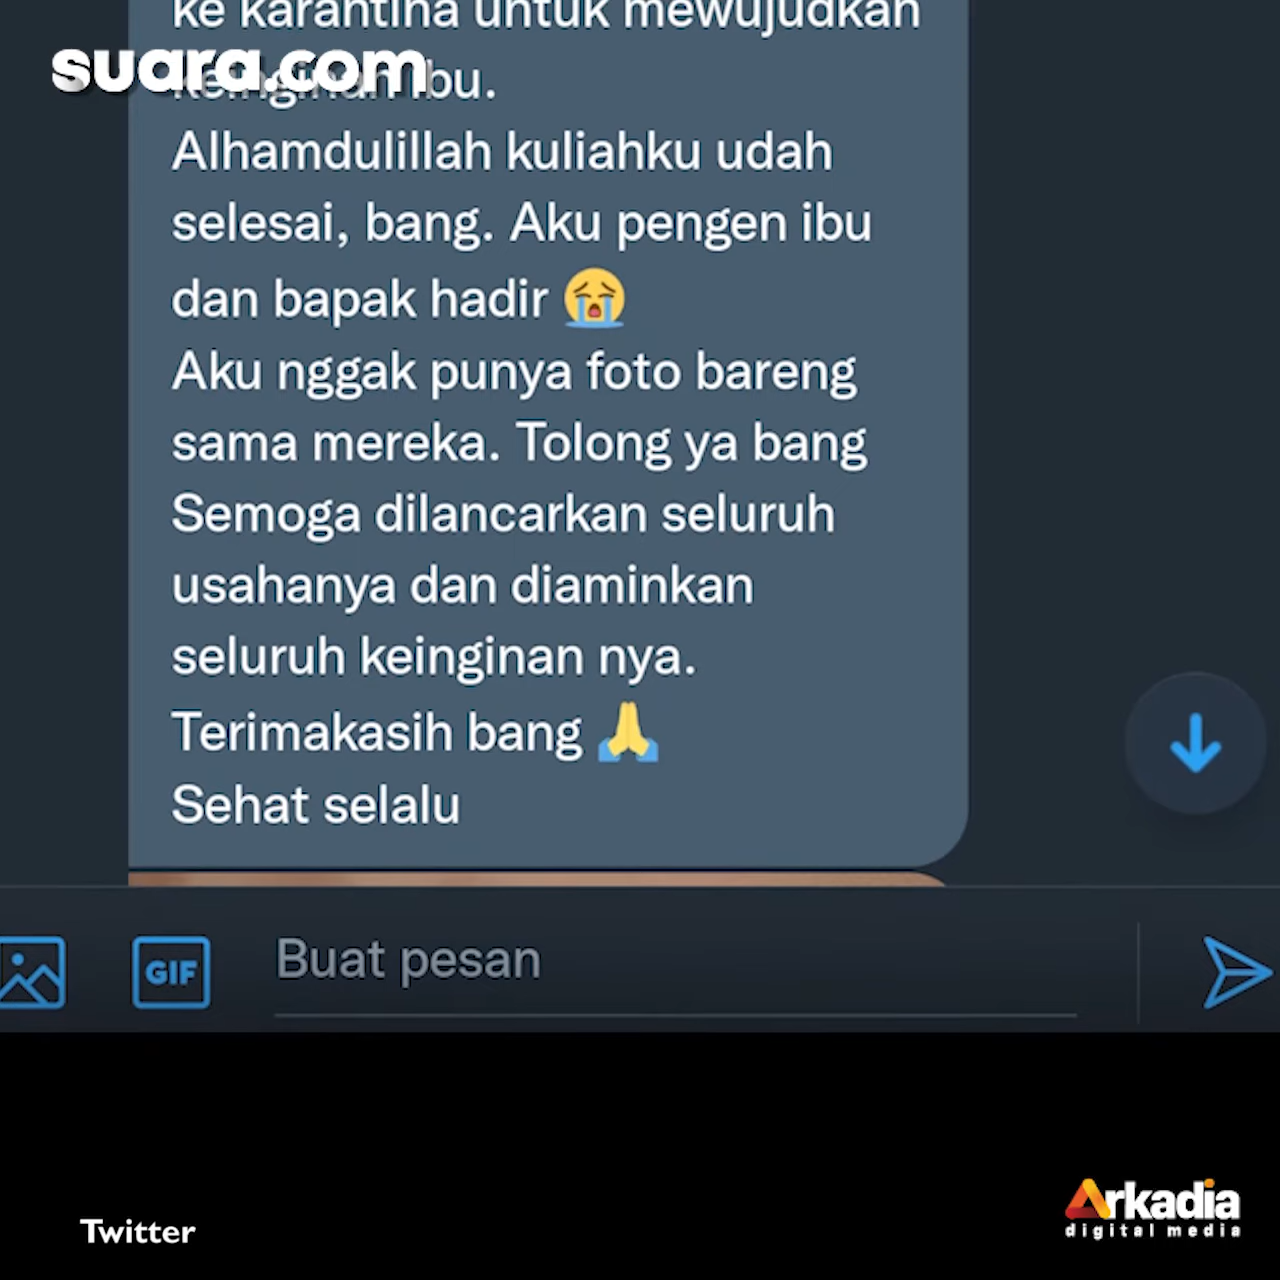 ke karantina untuk mewujudkan
suara.com
keinginan ibu.
Alhamdulillah kuliahku udah
selesai, bang. Aku pengen ibu
dan bapak hadir 😭
Aku nggak punya foto bareng
sama mereka. Tolong ya bang
Semoga dilancarkan seluruh
usahanya dan diaminkan
seluruh keinginan nya.
Terimakasih bang 🙏
Sehat selalu
GIF
Buat pesan
Twitter
Arkadia
digital media